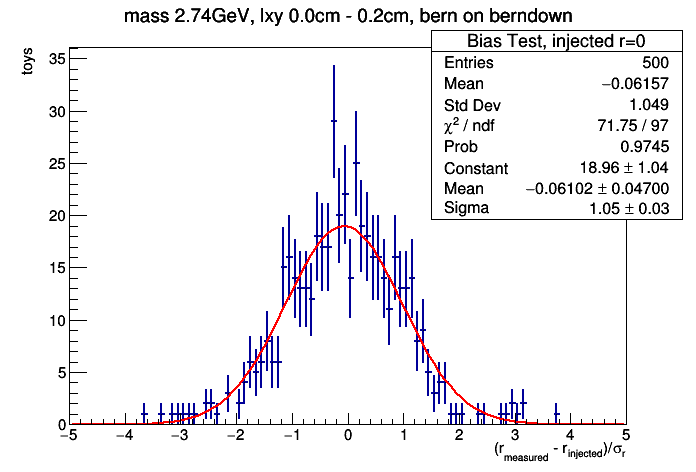 mass 2.74GeV, lxy 0.0cm - 0.2cm, bern on berndown
toys
Bias Test, injected r=0
Entries 500
Mean −0.06157
Std Dev 1.049
χ² / ndf 71.75 / 97
Prob 0.9745
Constant 18.96 ± 1.04
Mean −0.06102 ± 0.04700
Sigma 1.05 ± 0.03
35
30
25
20
15
10
5
0
−5 −4 −3 −2 −1 0 1 2 3 4 5
(r_measured - r_injected)/σ_r